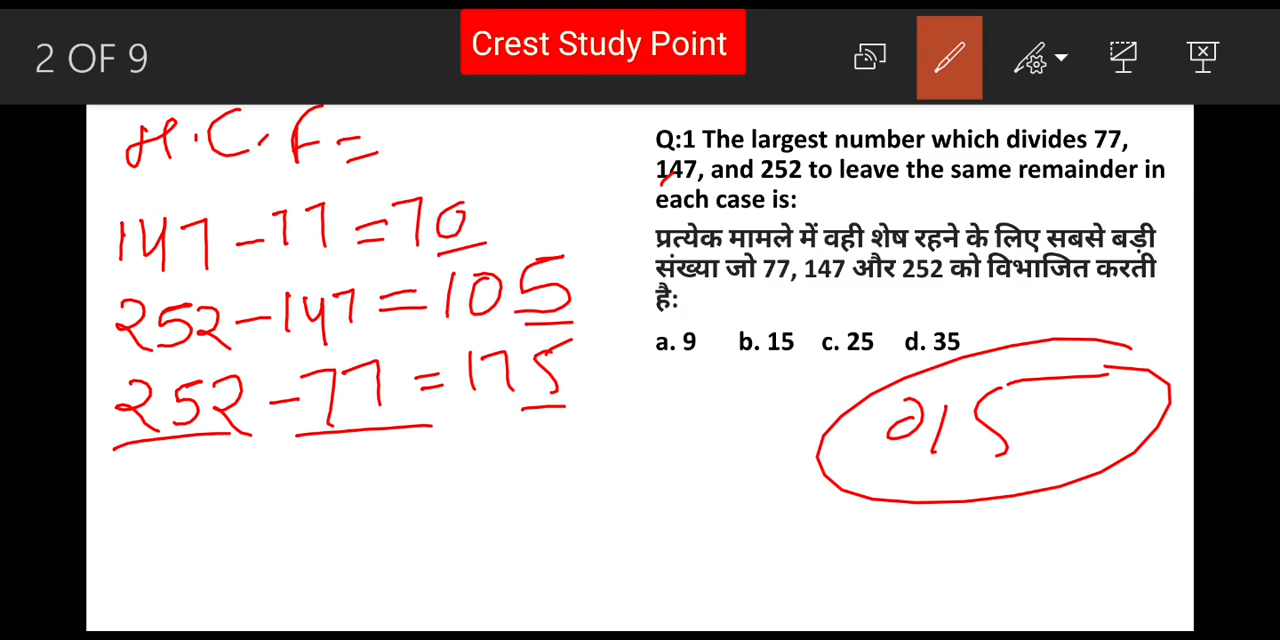 2 OF 9
Crest Study Point
H.C.F =
147 - 77 = 70
252 - 147 = 105
252 - 77 = 175
Q:1 The largest number which divides 77,
147, and 252 to leave the same remainder in
each case is:
प्रत्येक मामले में वही शेष रहने के लिए सबसे बड़ी
संख्या जो 77, 147 और 252 को विभाजित करती
है:
a. 9 b. 15 c. 25 d. 35